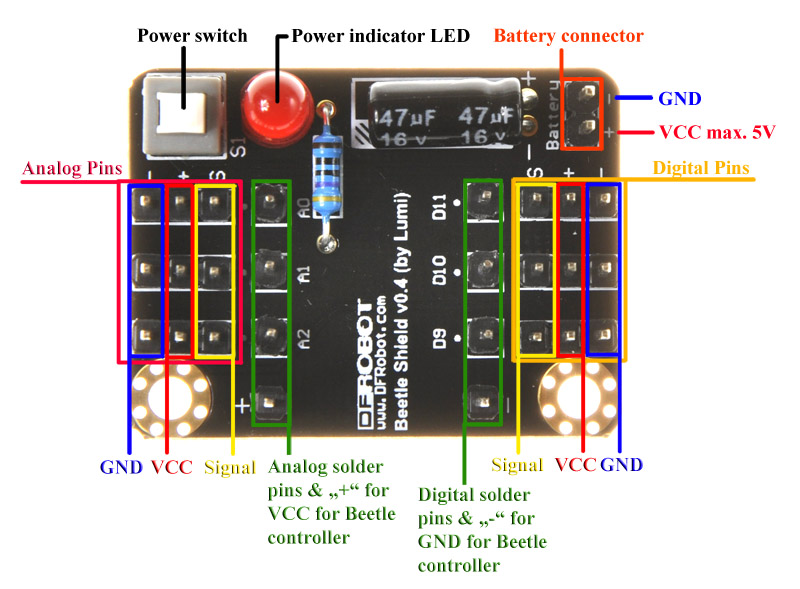 Power switch
Power indicator LED
Battery connector
GND
VCC max. 5V
Analog Pins
Digital Pins
S1
47µF 47µF
16v 16v
+
-
Battery
-
+
- + S
S + -
A0
A1
A2
D11
D10
D9
+
-
DFROBOT
www.DFRobot.com
Beetle Shield v0.4 (by Lumi)
GND VCC Signal
Analog solder
pins & „+“ for
VCC for Beetle
controller
Digital solder
pins & „-“ for
GND for Beetle
controller
Signal VCC GND